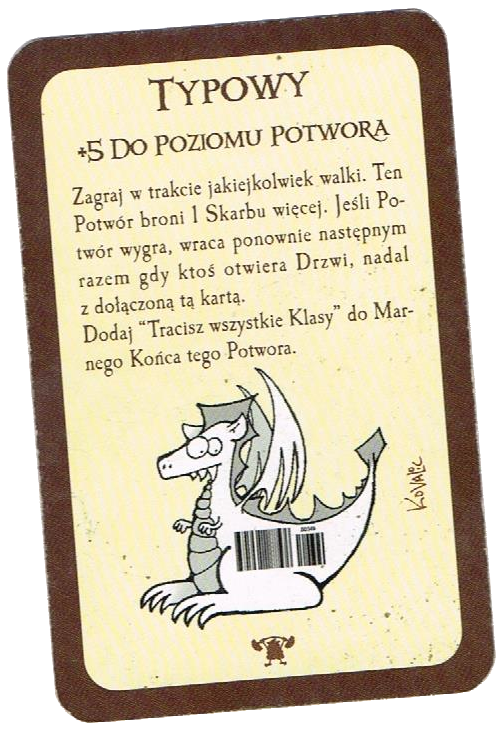 Typowy
+5 Do Poziomu Potwora
Zagraj w trakcie jakiejkolwiek walki. Ten
Potwór broni 1 Skarbu więcej. Jeśli Po-
twór wygra, wraca ponownie następnym
razem gdy ktoś otwiera Drzwi, nadal
z dołączoną tą kartą.
Dodaj “Tracisz wszystkie Klasy” do Mar-
nego Końca tego Potwora.
Kovalic